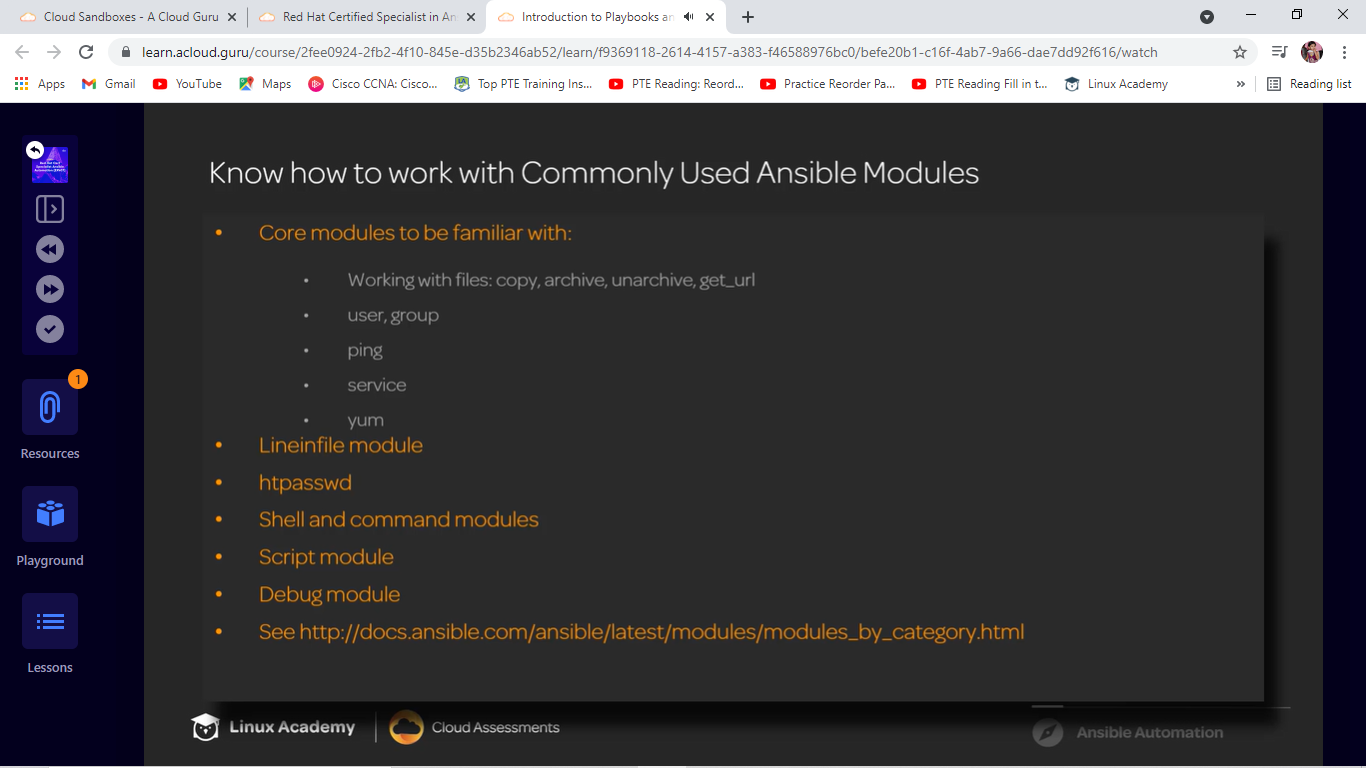 Cloud Sandboxes - A Cloud Guru
Red Hat Certified Specialist in An
Introduction to Playbooks an
learn.acloud.guru/course/2fee0924-2fb2-4f10-845e-d35b2346ab52/learn/f9369118-2614-4157-a383-f46588976bc0/befe20b1-c16f-4ab7-9a66-dae7dd92f616/watch
Apps
Gmail
YouTube
Maps
Cisco CCNA: Cisco...
Top PTE Training Ins...
PTE Reading: Reord...
Practice Reorder Pa...
PTE Reading Fill in t...
Linux Academy
»
Reading list
Know how to work with Commonly Used Ansible Modules
• Core modules to be familiar with:
• Working with files: copy, archive, unarchive, get_url
• user, group
• ping
• service
• yum
• Lineinfile module
• htpasswd
• Shell and command modules
• Script module
• Debug module
• See http://docs.ansible.com/ansible/latest/modules/modules_by_category.html
1
Resources
Playground
Lessons
Linux Academy
Cloud Assessments
Ansible Automation